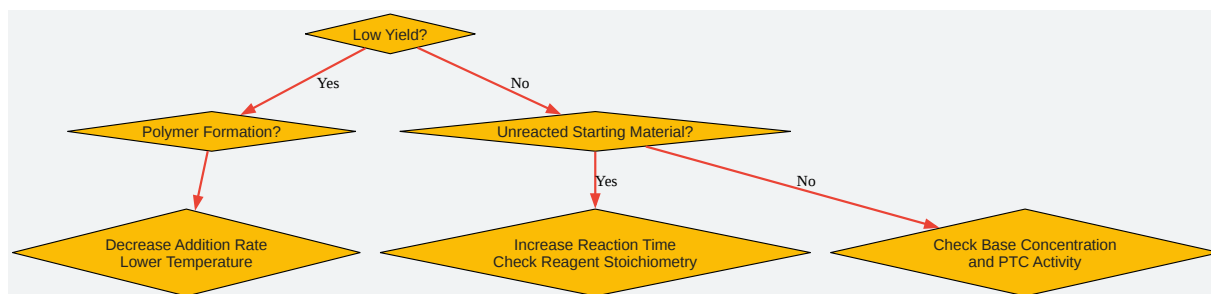 Low Yield?
Yes
No
Polymer Formation?
Unreacted Starting Material?
Yes
No
Decrease Addition Rate
Lower Temperature
Increase Reaction Time
Check Reagent Stoichiometry
Check Base Concentration
and PTC Activity